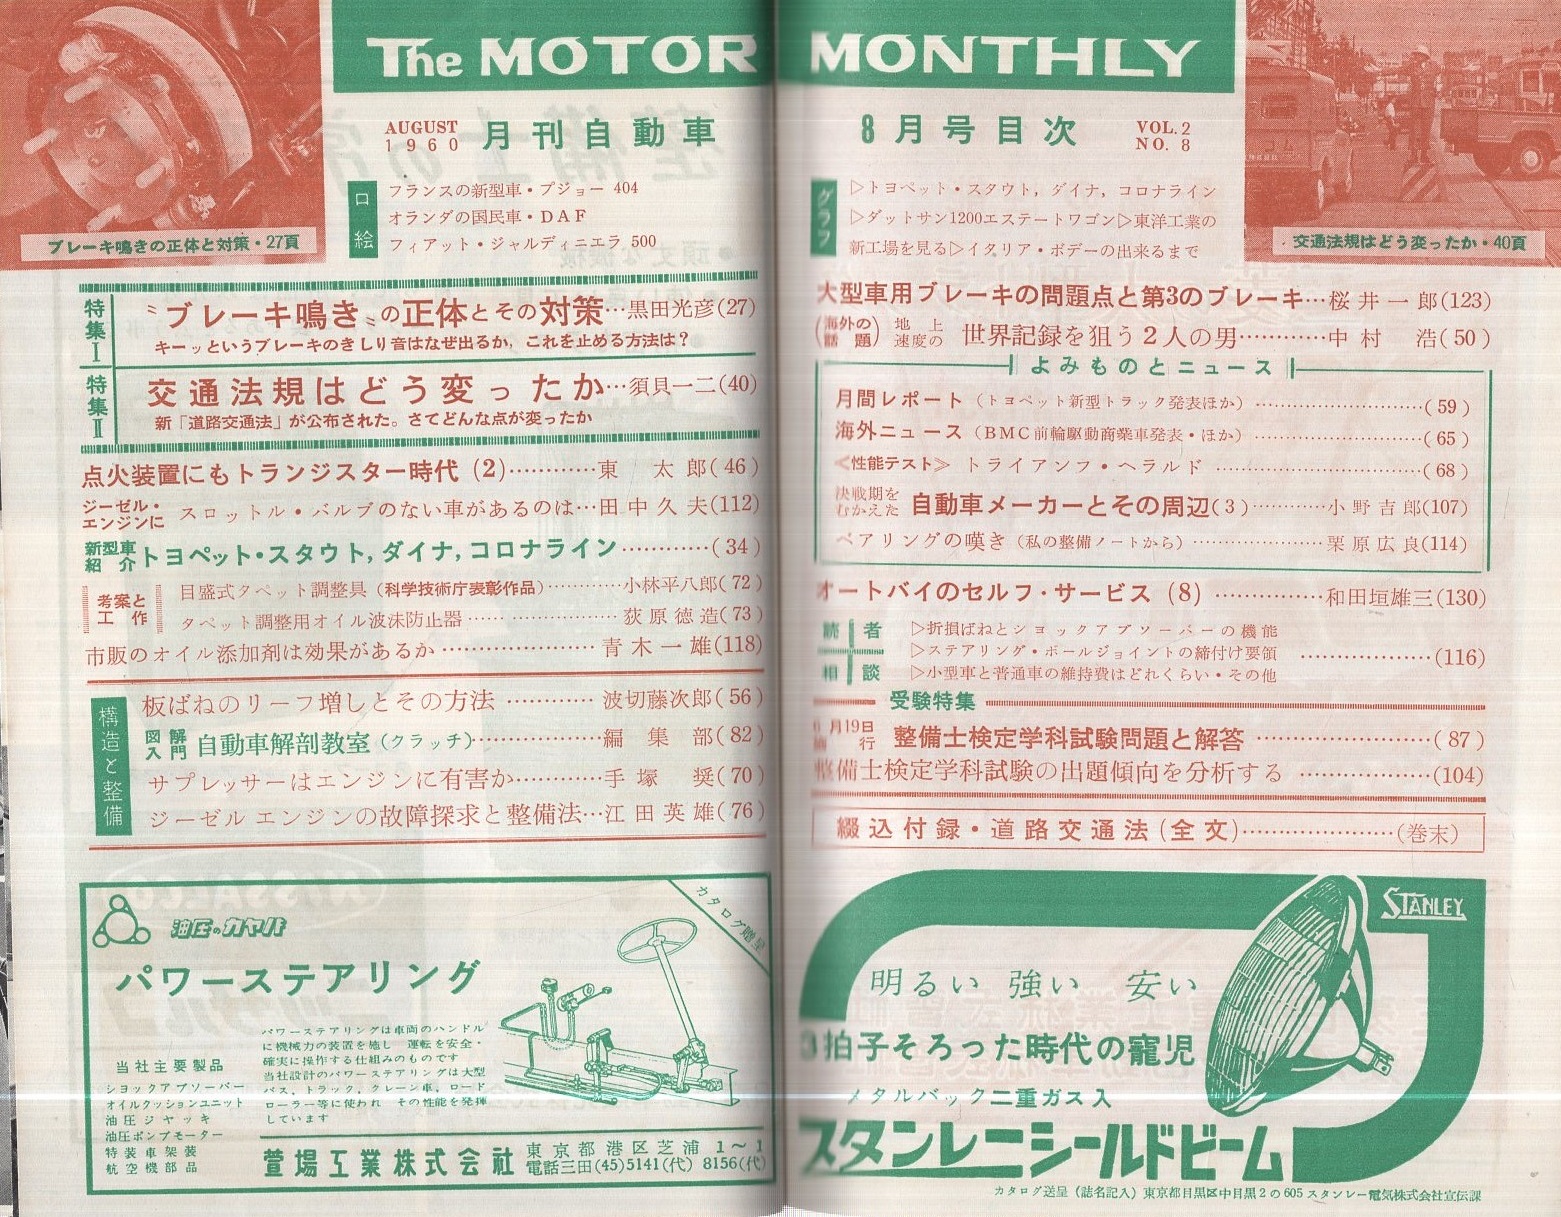 The MOTOR MONTHLY
AUGUST
1960
月刊自動車
8月号目次
VOL.2
NO. 8
ブレーキ鳴きの正体と対策・27頁
口絵
フランスの新型車・プジョー 404
オランダの国民車・DAF
フィアット・ジャルディニエラ 500
グラフ
▷トヨペット・スタウト，ダイナ，コロナライン
▷ダットサン1200エステートワゴン▷東洋工業の
新工場を見る▷イタリア・ボデーの出来るまで
交通法規はどう変ったか・40頁
特集Ⅰ
〝ブレーキ鳴き〟の正体とその対策…黒田光彦(27)
キーッというブレーキのきしり音はなぜ出るか，これを止める方法は？
特集Ⅱ
交通法規はどう変ったか…須貝一二(40)
新「道路交通法」が公布された。さてどんな点が変ったか
点火装置にもトランジスター時代（2)…………東 太郎(46)
ジーゼル・エンジンに スロットル・バルブのない車があるのは…田中久夫(112)
新型車紹介 トヨペット・スタウト，ダイナ，コロナライン…………(34)
考案と工作
目盛式タペット調整具（科学技術庁表彰作品）…………小林平八郎(72)
タペット調整用オイル波沫防止器…………荻原徳造(73)
市販のオイル添加剤は効果があるか…………青木一雄(118)
構造と整備
板ばねのリーフ増しとその方法…………波切藤次郎(56)
図解入門 自動車解剖教室（クラッチ）…………編集部(82)
サプレッサーはエンジンに有害か…………手塚 奨(70)
ジーゼル エンジンの故障探求と整備法…江田英雄(76)
大型車用ブレーキの問題点と第3のブレーキ…桜井一郎(123)
(海外の話題) 地上速度の 世界記録を狙う2人の男…………中村 浩(50)
よみものとニュース
月間レポート（トヨペット新型トラック発表ほか）…………(59)
海外ニュース（BMC前輪駆動商業車発表・ほか）…………(65)
≪性能テスト≫ トライアンフ・ヘラルド…………(68)
決戦期をむかえた 自動車メーカーとその周辺(3)…………小野吉郎(107)
ベアリングの嘆き（私の整備ノートから）…………栗原広良(114)
オートバイのセルフ・サービス（8)…………和田垣雄三(130)
読者相談
▷折損ばねとショックアブソーバーの機能
▷ステアリング・ボールジョイントの締付け要領
▷小型車と普通車の維持費はどれくらい・その他
…………(116)
受験特集
6月19日施行 整備士検定学科試験問題と解答…………(87)
整備士検定学科試験の出題傾向を分析する…………(104)
綴込付録・道路交通法(全文)…………(巻末)
油圧のカヤバ
カタログ贈呈
パワーステアリング
パワーステアリングは車両のハンドル
に機械力の装置を施し 運転を安全・
確実に操作する仕組みのものです
当社設計のパワーステアリングは大型
バス，トラック，クレーン車，ロード
ローラー等に使われ その性能を発揮
しています
当社主要製品
ショックアブソーバー
オイルクッションユニット
油圧ジャッキ
油圧ポンプモーター
特装車架装
航空機部品
萱場工業株式会社
東京都港区芝浦 1～1
電話三田(45)5141(代) 8156(代)
STANLEY
明るい 強い 安い
3拍子そろった時代の寵児
メタルバック二重ガス入
スタンレーシールドビーム
カタログ送呈（誌名記入）東京都目黒区中目黒2の605 スタンレー電気株式会社宣伝課